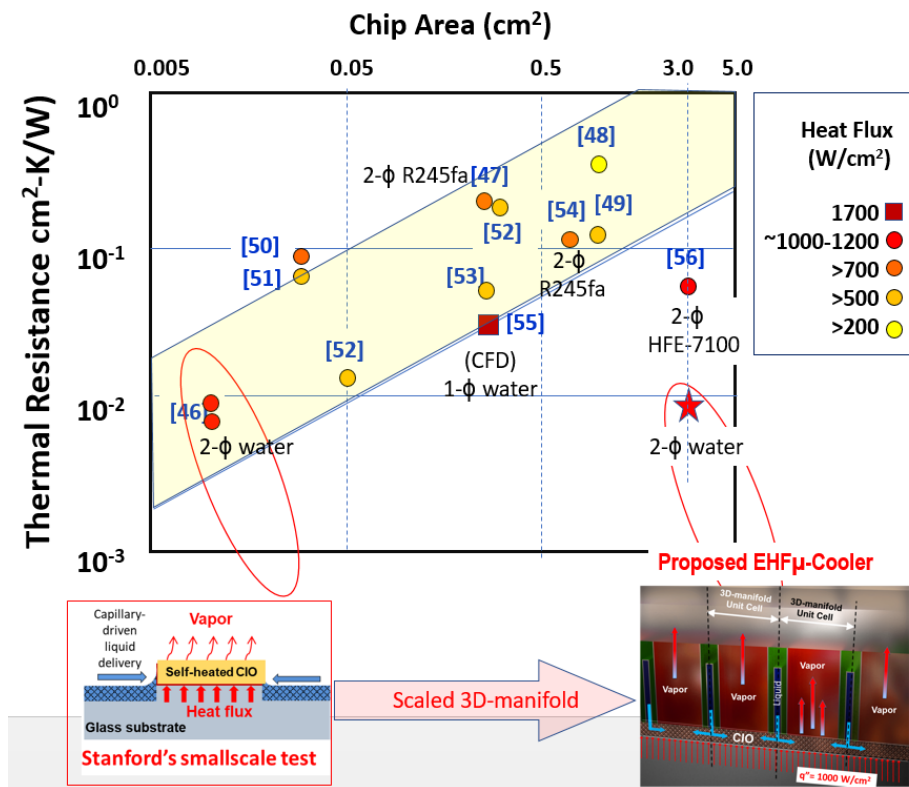 Chip Area (cm²)
0.005
0.05
0.5
3.0
5.0
Thermal Resistance cm²-K/W)
10⁰
10⁻¹
10⁻²
10⁻³
[48]
2-ϕ R245fa
[47]
[52]
[54]
[49]
[50]
[51]
2-ϕ
R245fa
[53]
[56]
2-ϕ
HFE-7100
[55]
(CFD)
1-ϕ water
[52]
[46]
2-ϕ water
2-ϕ water
Heat Flux
(W/cm²)
1700
~1000-1200
>700
>500
>200
Proposed EHFμ-Cooler
Capillary-
driven
liquid
delivery
Vapor
Self-heated CIO
Heat flux
Glass substrate
Stanford's smallscale test
Scaled 3D-manifold
3D-manifold
Unit Cell
3D-manifold
Unit Cell
Vapor
Vapor
Liquid
Vapor
Vapor
CIO
q"= 1000 W/cm²